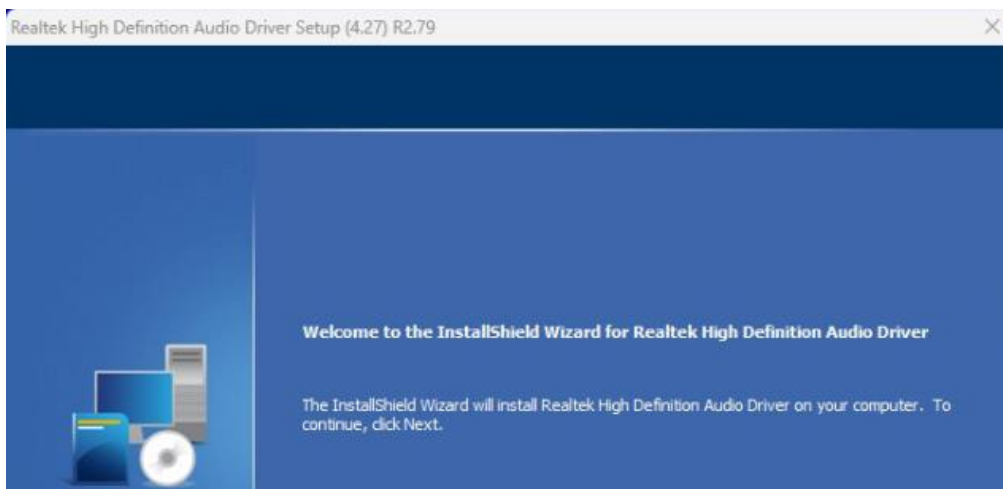 Realtek High Definition Audio Driver Setup (4.27) R2.79
Welcome to the InstallShield Wizard for Realtek High Definition Audio Driver
The InstallShield Wizard will install Realtek High Definition Audio Driver on your computer. To
continue, click Next.